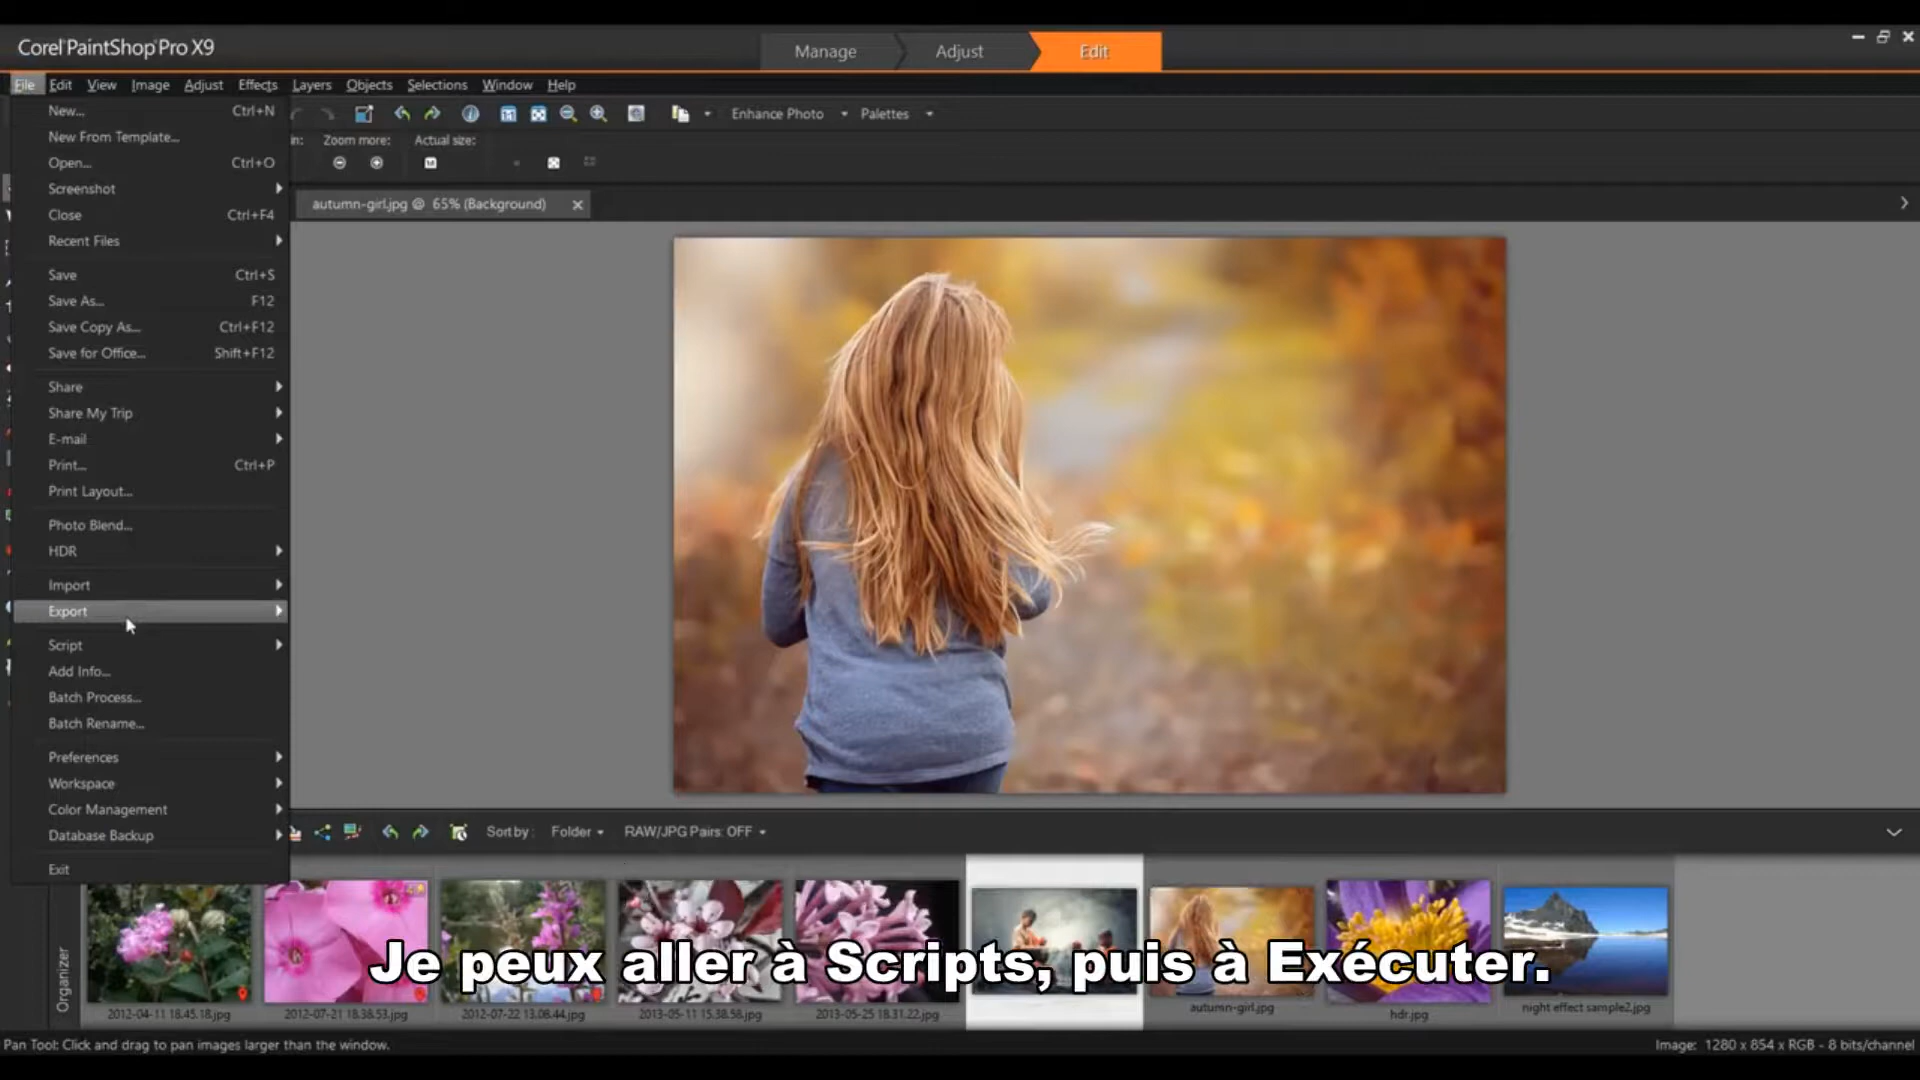 Corel PaintShop Pro X9
Manage
Adjust
Edit
File Edit View Image Adjust Effects Layers Objects Selections Window Help
New... Ctrl+N
Enhance Photo
Palettes
New From Template...
Zoom more:
Actual size:
Open... Ctrl+O
Screenshot
autumn-girl.jpg @ 65% (Background)
Close Ctrl+F4
Recent Files
Save Ctrl+S
Save As... F12
Save Copy As... Ctrl+F12
Save for Office... Shift+F12
Share
Share My Trip
E-mail
Print... Ctrl+P
Print Layout...
Photo Blend...
HDR
Import
Export
Script
Add Info...
Batch Process...
Batch Rename...
Preferences
Workspace
Color Management
Database Backup
Exit
Sort by: Folder
RAW/JPG Pairs: OFF
Organizer
Je peux aller à Scripts, puis à Exécuter.
2012-04-11 18.45.18.jpg
2012-07-21 18.38.53.jpg
2012-07-22 13.08.44.jpg
2013-05-11 15.38.58.jpg
2013-05-25 18.31.22.jpg
autumn-girl.jpg
hdr.jpg
night effect sample2.jpg
Pan Tool: Click and drag to pan images larger than the window.
Image: 1280 x 854 x RGB - 8 bits/channel